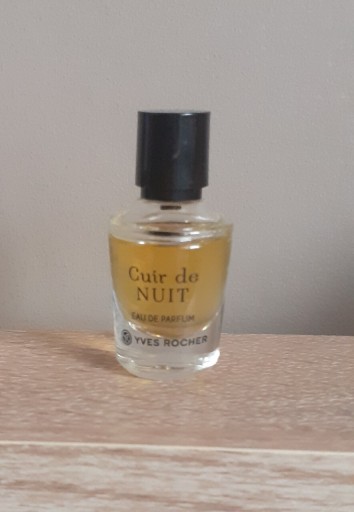 Cuir de
NUIT
EAU DE PARFUM
YVES ROCHER